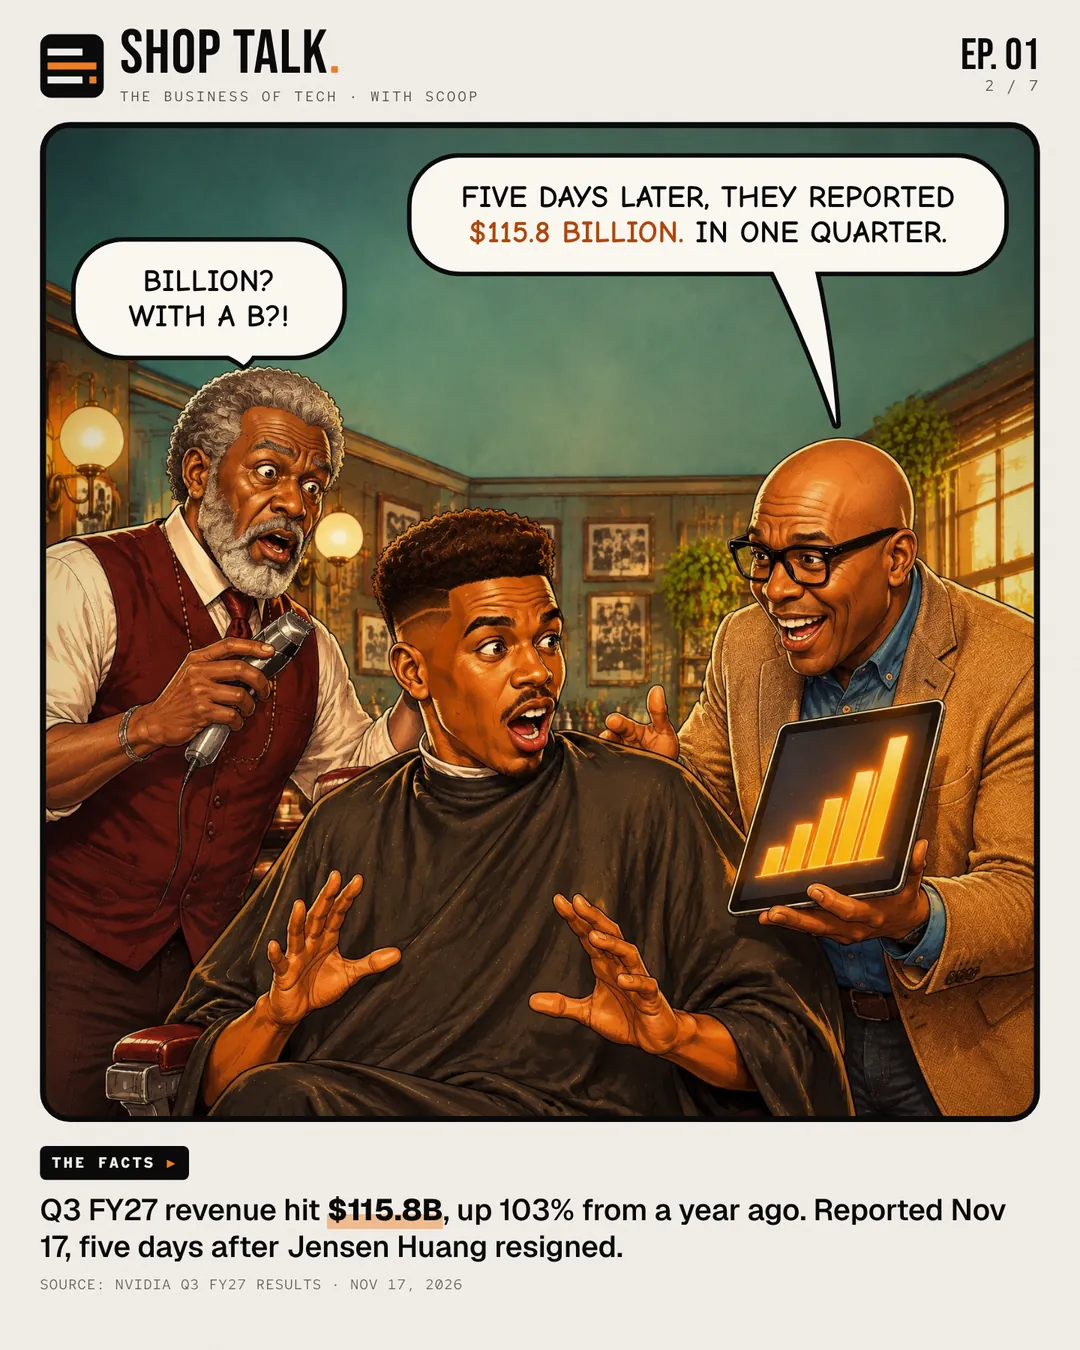 SHOP TALK.
THE BUSINESS OF TECH · WITH SCOOP
EP. 01
2 / 7
FIVE DAYS LATER, THEY REPORTED
$115.8 BILLION. IN ONE QUARTER.
BILLION?
WITH A B?!
THE FACTS ▸
Q3 FY27 revenue hit $115.8B, up 103% from a year ago. Reported Nov
17, five days after Jensen Huang resigned.
SOURCE: NVIDIA Q3 FY27 RESULTS · NOV 17, 2026